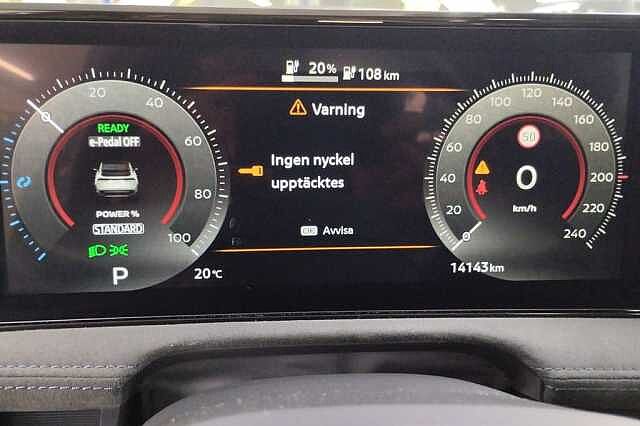 20% 108 km
Varning
Ingen nyckel
upptäcktes
OK Avvisa
0 20 40 60 80 100
READY
e-Pedal OFF
POWER %
STANDARD
P
20°C
0 20 40 60 80 100 120 140 160 180 200 220 240
50
0
km/h
14143 km